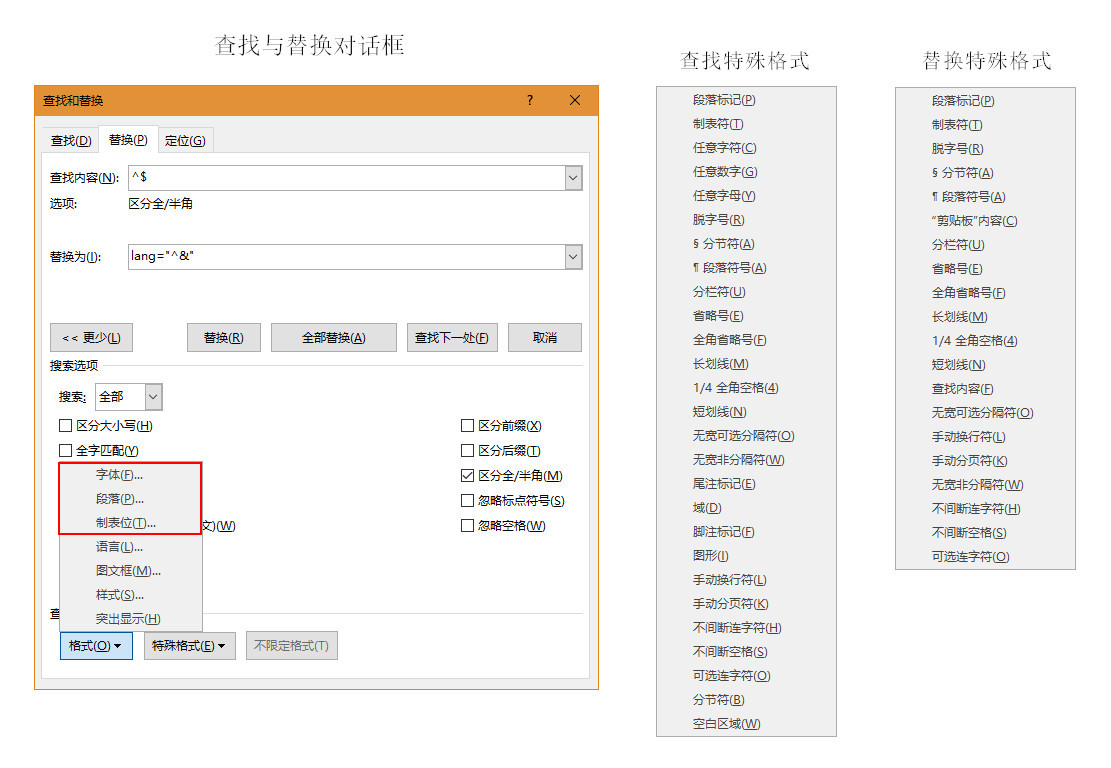 查找与替换对话框
查找和替换 ?
查找(D) 替换(P) 定位(G)
查找内容(N): ^$
选项: 区分全/半角
替换为(I): lang="^&"
<< 更少(L) 替换(R) 全部替换(A) 查找下一处(F) 取消
搜索选项
搜索: 全部
区分大小写(H) 区分前缀(X)
全字匹配(Y) 区分后缀(T)
区分全/半角(M)
忽略标点符号(S)
文)(W) 忽略空格(W)
字体(F)...
段落(P)...
制表位(T)...
语言(L)...
图文框(M)...
样式(S)...
突出显示(H)
格式(O) 特殊格式(E) 不限定格式(T)
查找特殊格式
段落标记(P)
制表符(T)
任意字符(C)
任意数字(G)
任意字母(Y)
脱字号(R)
§ 分节符(A)
¶ 段落符号(A)
分栏符(U)
省略号(E)
全角省略号(F)
长划线(M)
1/4 全角空格(4)
短划线(N)
无宽可选分隔符(O)
无宽非分隔符(W)
尾注标记(E)
域(D)
脚注标记(F)
图形(I)
手动换行符(L)
手动分页符(K)
不间断连字符(H)
不间断空格(S)
可选连字符(O)
分节符(B)
空白区域(W)
替换特殊格式
段落标记(P)
制表符(T)
脱字号(R)
§ 分节符(A)
¶ 段落符号(A)
“剪贴板”内容(C)
分栏符(U)
省略号(E)
全角省略号(F)
长划线(M)
1/4 全角空格(4)
短划线(N)
查找内容(F)
无宽可选分隔符(O)
手动换行符(L)
手动分页符(K)
无宽非分隔符(W)
不间断连字符(H)
不间断空格(S)
可选连字符(O)